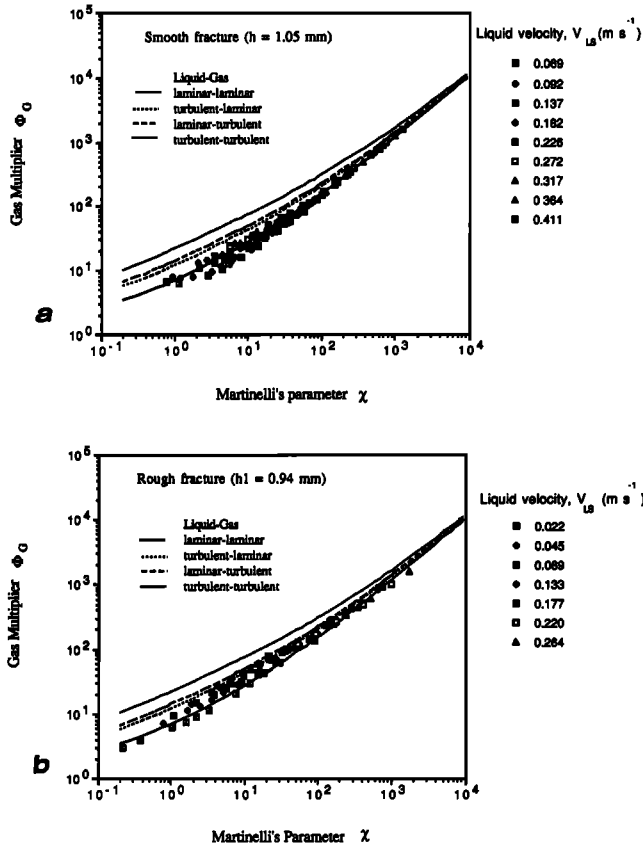 Smooth fracture (h = 1.05 mm)
Liquid-Gas
laminar-laminar
turbulent-laminar
laminar-turbulent
turbulent-turbulent
Gas Multiplier Φ_G
10^5
10^4
10^3
10^2
10^1
10^0
10^-1 10^0 10^1 10^2 10^3 10^4
Martinelli's parameter χ
a
Liquid velocity, V_LS (m s^-1)
0.069
0.092
0.137
0.182
0.226
0.272
0.317
0.364
0.411
Rough fracture (h1 = 0.94 mm)
Liquid-Gas
laminar-laminar
turbulent-laminar
laminar-turbulent
turbulent-turbulent
Gas Multiplier Φ_G
10^5
10^4
10^3
10^2
10^1
10^0
10^-1 10^0 10^1 10^2 10^3 10^4
Martinelli's Parameter χ
b
Liquid velocity, V_LS (m s^-1)
0.022
0.045
0.069
0.133
0.177
0.220
0.264